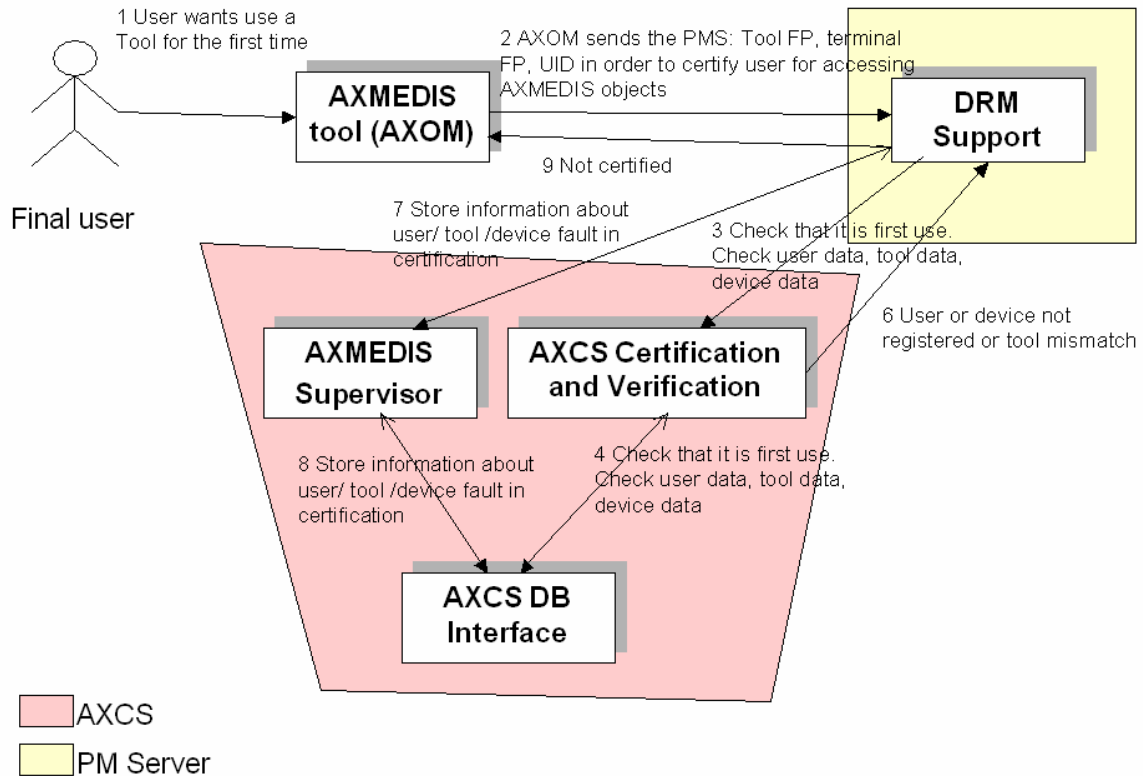 1 User wants use a
Tool for the first time
2 AXOM sends the PMS: Tool FP, terminal
FP, UID in order to certify user for accessing
AXMEDIS objects
AXMEDIS
tool (AXOM)
DRM
Support
9 Not certified
Final user
7 Store information about
user/ tool /device fault in
certification
3 Check that it is first use.
Check user data, tool data,
device data
6 User or device not
registered or tool mismatch
AXMEDIS
Supervisor
AXCS Certification
and Verification
8 Store information about
user/ tool /device fault in
certification
4 Check that it is first use.
Check user data, tool data,
device data
AXCS DB
Interface
AXCS
PM Server